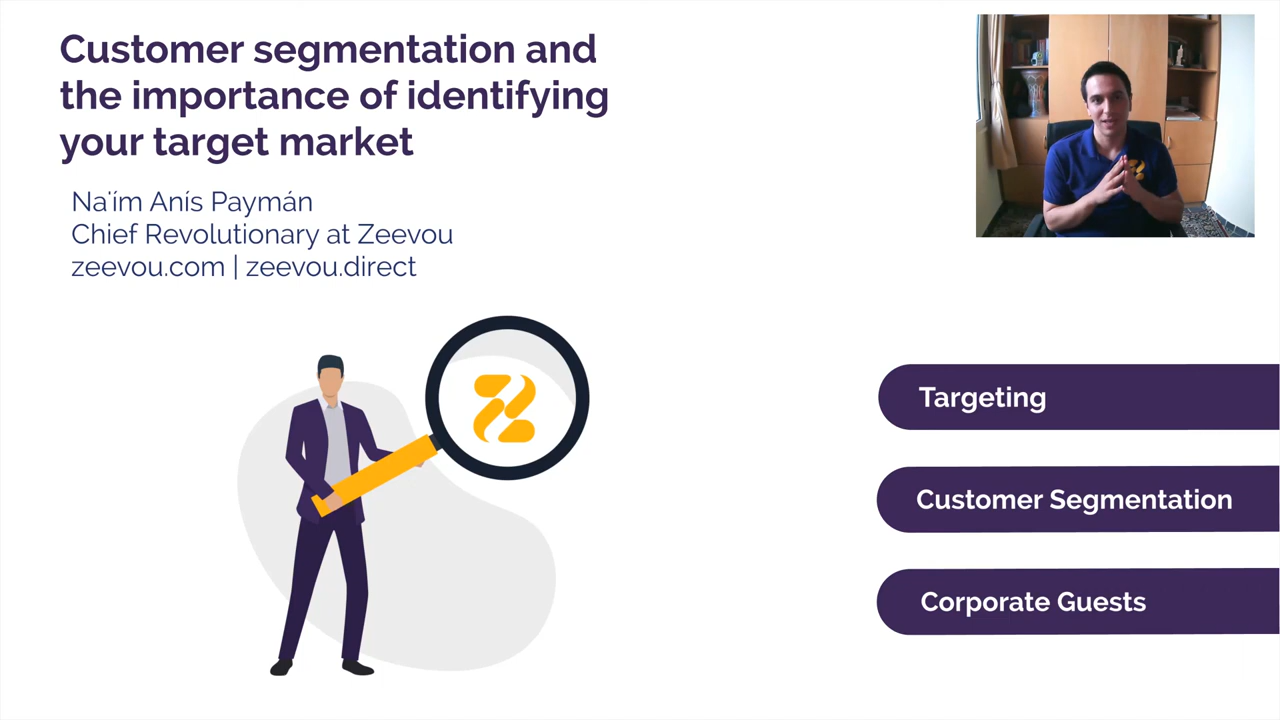 Customer segmentation and
the importance of identifying
your target market
Na'ím Anís Paymán
Chief Revolutionary at Zeevou
zeevou.com | zeevou.direct
Targeting
Customer Segmentation
Corporate Guests